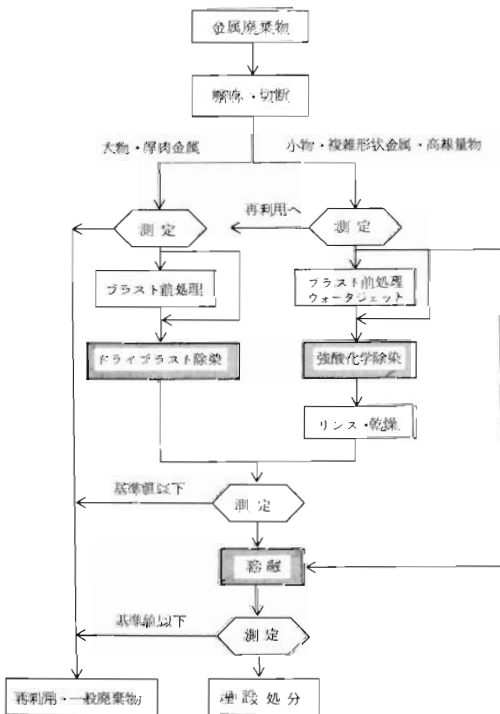 金属廃棄物
解体・切断
大物・厚肉金属
小物・複雑形状金属・高線量物
再利用へ
測定
測定
ブラスト前処理
ブラスト前処理
ウォータジェット
ドライブラスト除染
強酸化学除染
リンス・乾燥
基準値以下
測定
溶融
基準値以下
測定
再利用・一般廃棄物
埋設処分